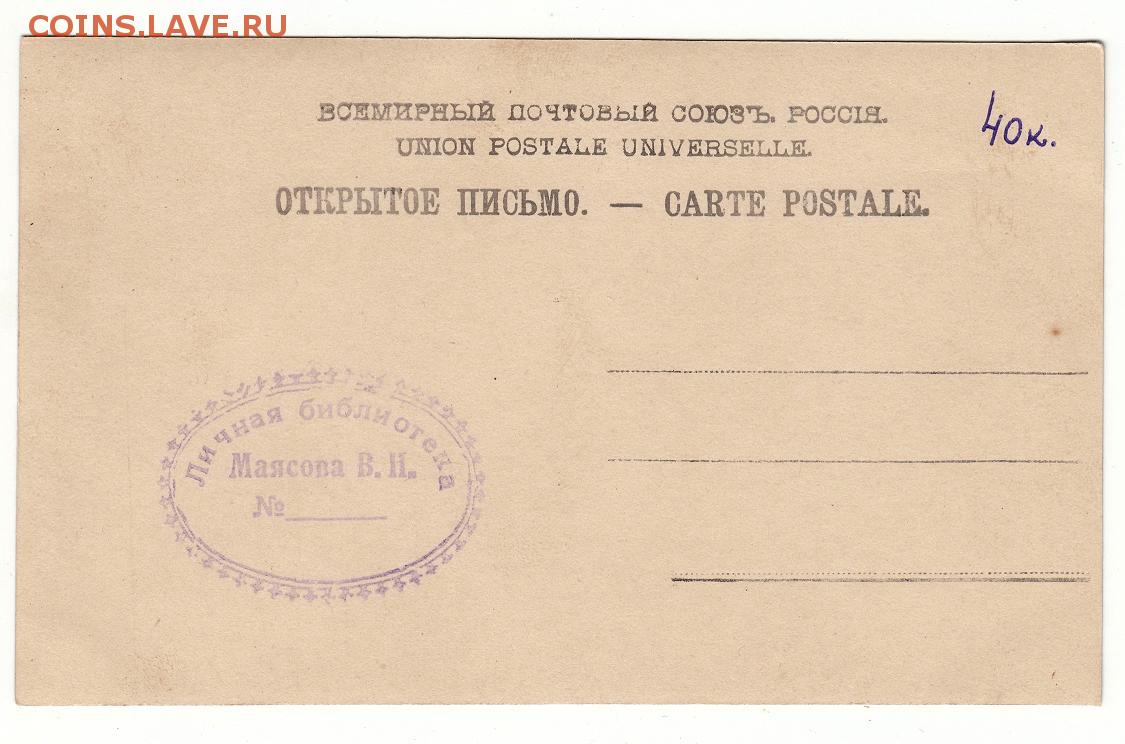 COINS.LAVE.RU
ВСЕМИРНЫЙ ПОЧТОВЫЙ СОЮЗЪ. РОССІЯ.
40к.
UNION POSTALE UNIVERSELLE.
ОТКРЫТОЕ ПИСЬМО. — CARTE POSTALE.
Личная библиотека
Маясова В. И.
№